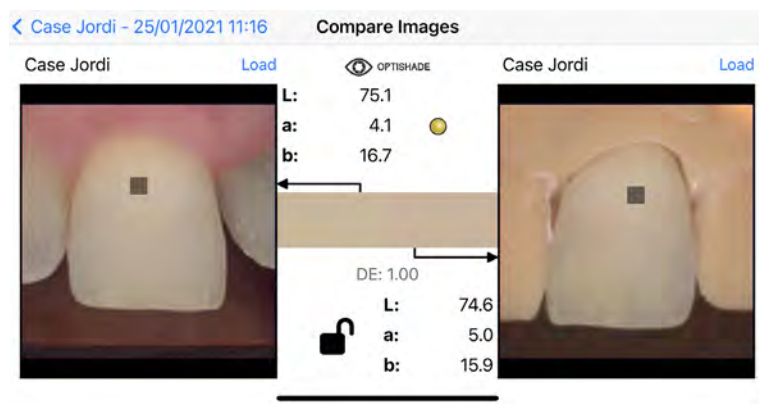 Case Jordi - 25/01/2021 11:16 Compare Images
Case Jordi Load
OPTISHADE
Case Jordi Load
L: 75.1
a: 4.1
b: 16.7
DE: 1.00
L: 74.6
a: 5.0
b: 15.9